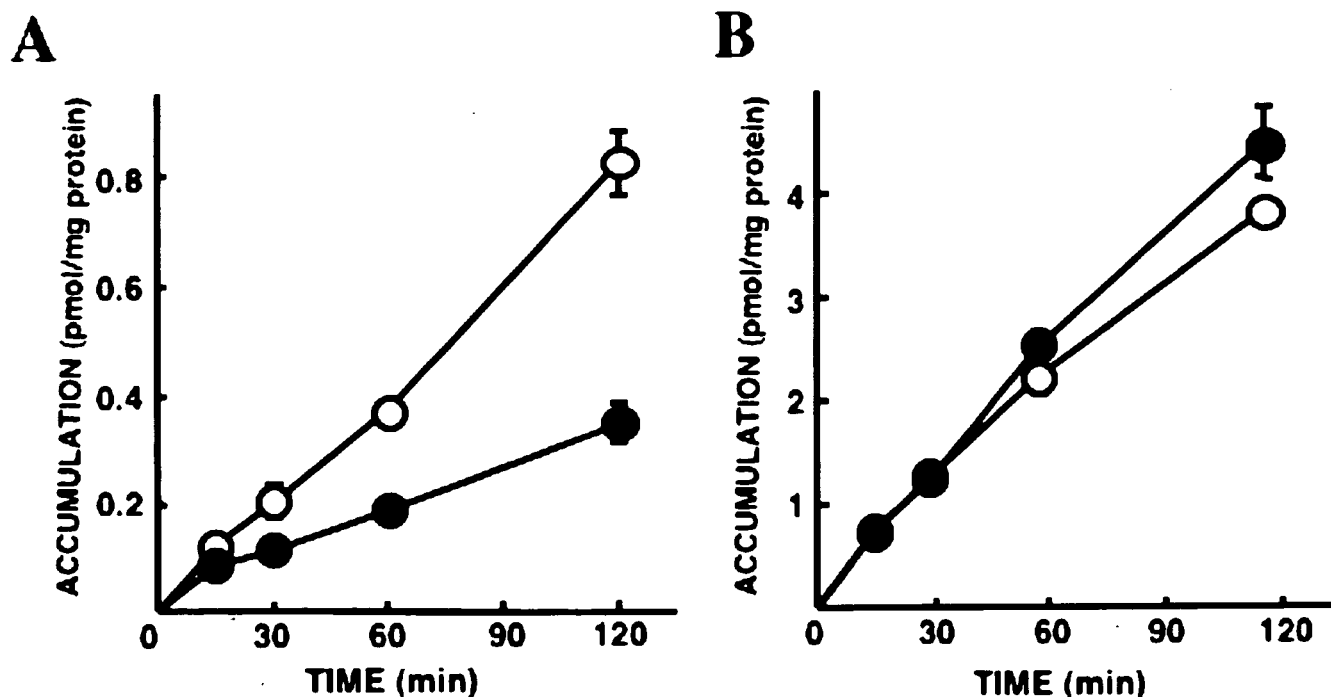 A
ACCUMULATION (pmol/mg protein)
0.8
0.6
0.4
0.2
0 30 60 90 120
TIME (min)
B
ACCUMULATION (pmol/mg protein)
4
3
2
1
0 30 60 90 120
TIME (min)